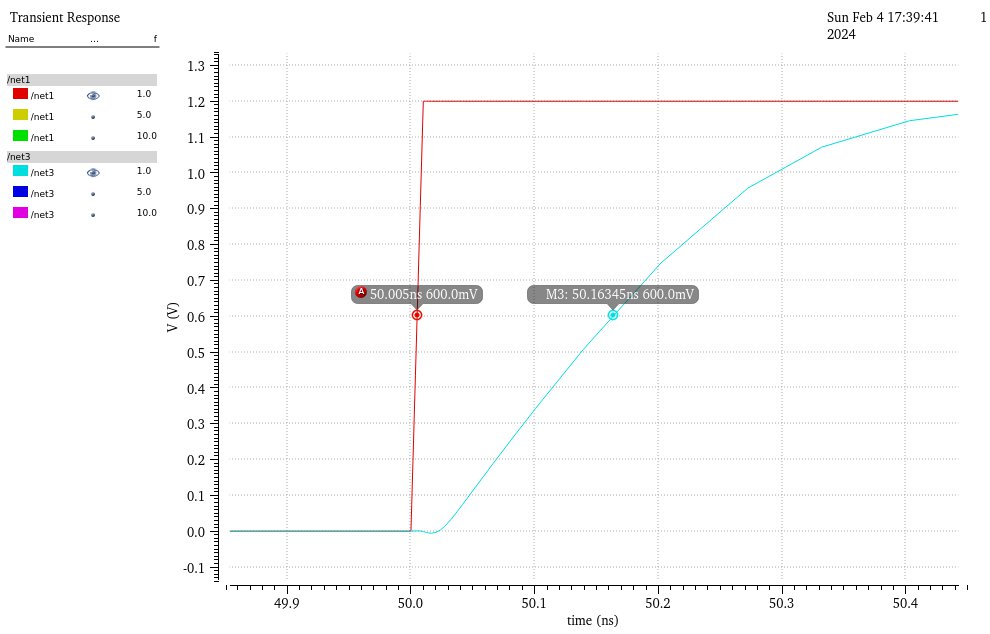 Transient Response
Sun Feb 4 17:39:41 1
2024
Name ... f
/net1
/net1 1.0
/net1 5.0
/net1 10.0
/net3
/net3 1.0
/net3 5.0
/net3 10.0
V (V)
1.3
1.2
1.1
1.0
0.9
0.8
0.7
0.6
0.5
0.4
0.3
0.2
0.1
0.0
-0.1
A 50.005ns 600.0mV
M3: 50.16345ns 600.0mV
49.9 50.0 50.1 50.2 50.3 50.4
time (ns)